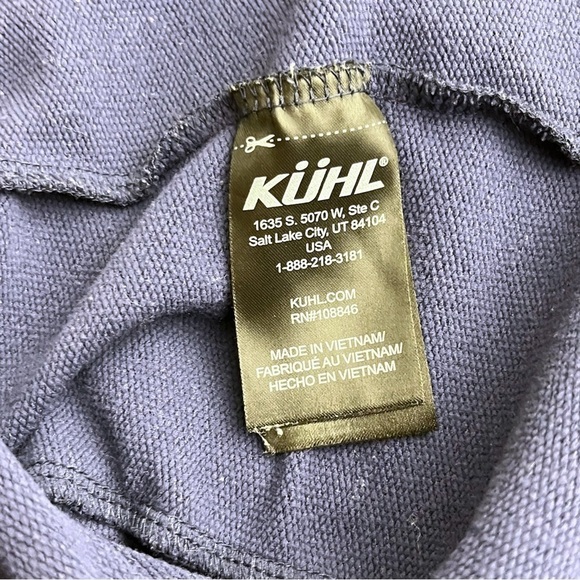 KÜHL®
1635 S. 5070 W, Ste C
Salt Lake City, UT 84104
USA
1-888-218-3181
KUHL.COM
RN#108846
MADE IN VIETNAM/
FABRIQUÉ AU VIETNAM/
HECHO EN VIETNAM